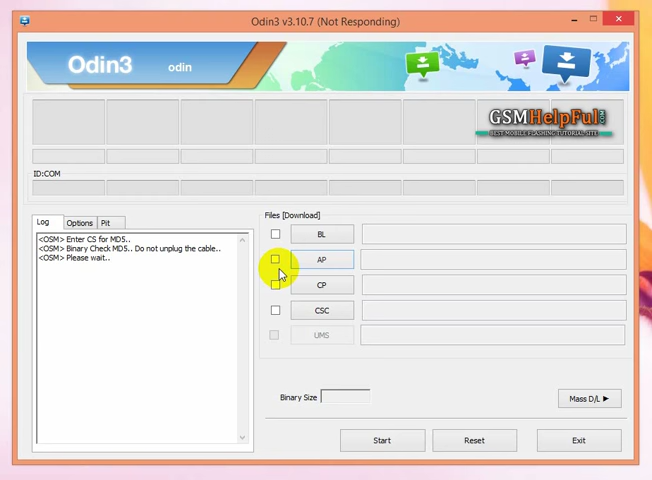 Odin3 v3.10.7 (Not Responding)
Odin3
odin
GSMHelpFul.COM
BEST MOBILE FLASHING TUTORIAL SITE
ID:COM
Log
Options
Pit
<OSM> Enter CS for MD5..
<OSM> Binary Check MD5.. Do not unplug the cable..
<OSM> Please wait..
Files [Download]
BL
AP
CP
CSC
UMS
Binary Size
Mass D/L ▶
Start
Reset
Exit